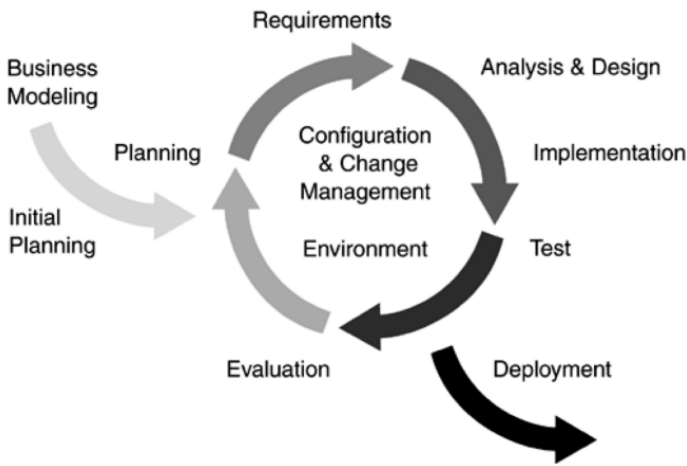 Requirements
Business
Modeling
Analysis & Design
Planning
Configuration
& Change
Management
Implementation
Initial
Planning
Environment
Test
Evaluation
Deployment